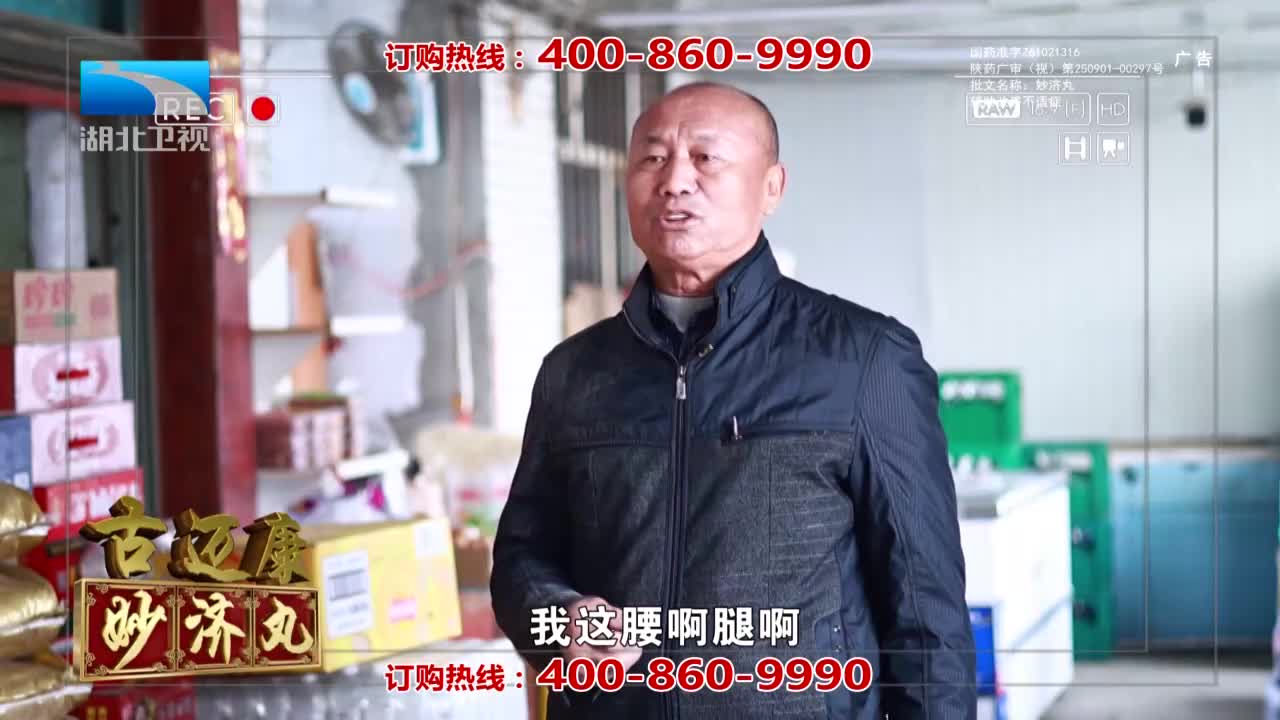 订购热线：400-860-9990
国药准字Z61021316
陕药广审（视）第250901-00297号
批文名称：妙济丸
广告
REC
RAW
HD
湖北卫视
古迈康
妙济丸
我这腰啊腿啊
订购热线：400-860-9990